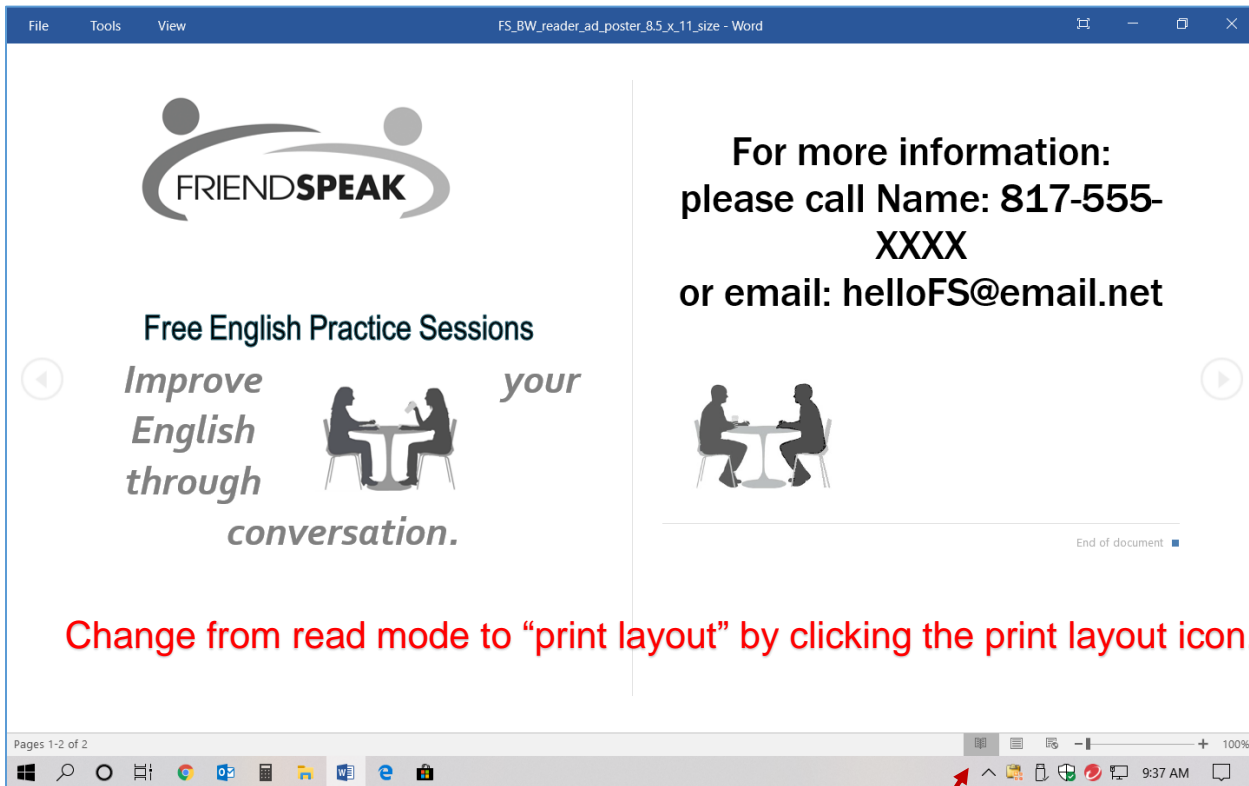 File Tools View FS_BW_reader_ad_poster_8.5_x_11_size - Word
FRIENDSPEAK
Free English Practice Sessions
Improve your
English
through
conversation.
For more information:
please call Name: 817-555-
XXXX
or email: helloFS@email.net
End of document
Change from read mode to “print layout” by clicking the print layout icon
Pages 1-2 of 2 100%
9:37 AM